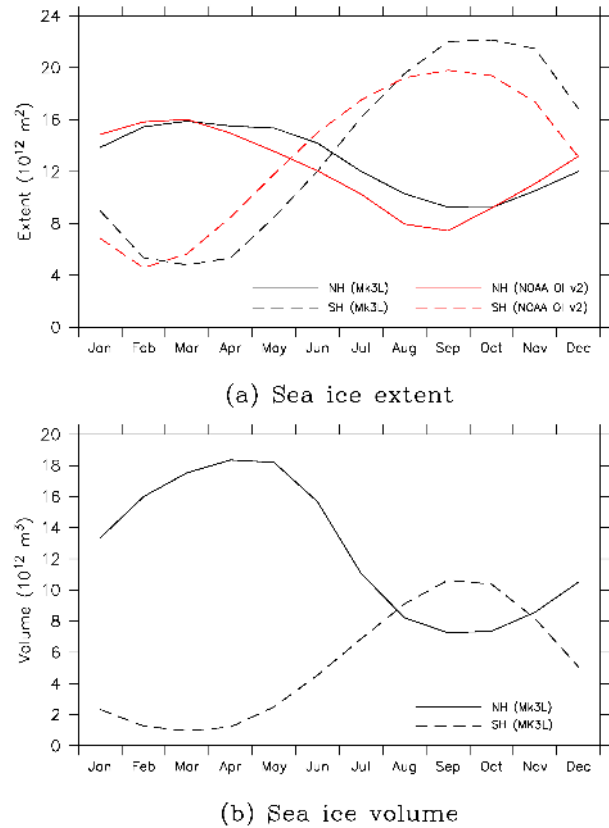 24
20
16
12
8
4
0
Extent (10¹² m²)
NH (Mk3L) NH (NOAA OI v2)
SH (Mk3L) SH (NOAA OI v2)
Jan Feb Mar Apr May Jun Jul Aug Sep Oct Nov Dec
(a) Sea ice extent
20
18
16
14
12
10
8
6
4
2
0
Volume (10¹² m³)
NH (Mk3L)
SH (MK3L)
Jan Feb Mar Apr May Jun Jul Aug Sep Oct Nov Dec
(b) Sea ice volume